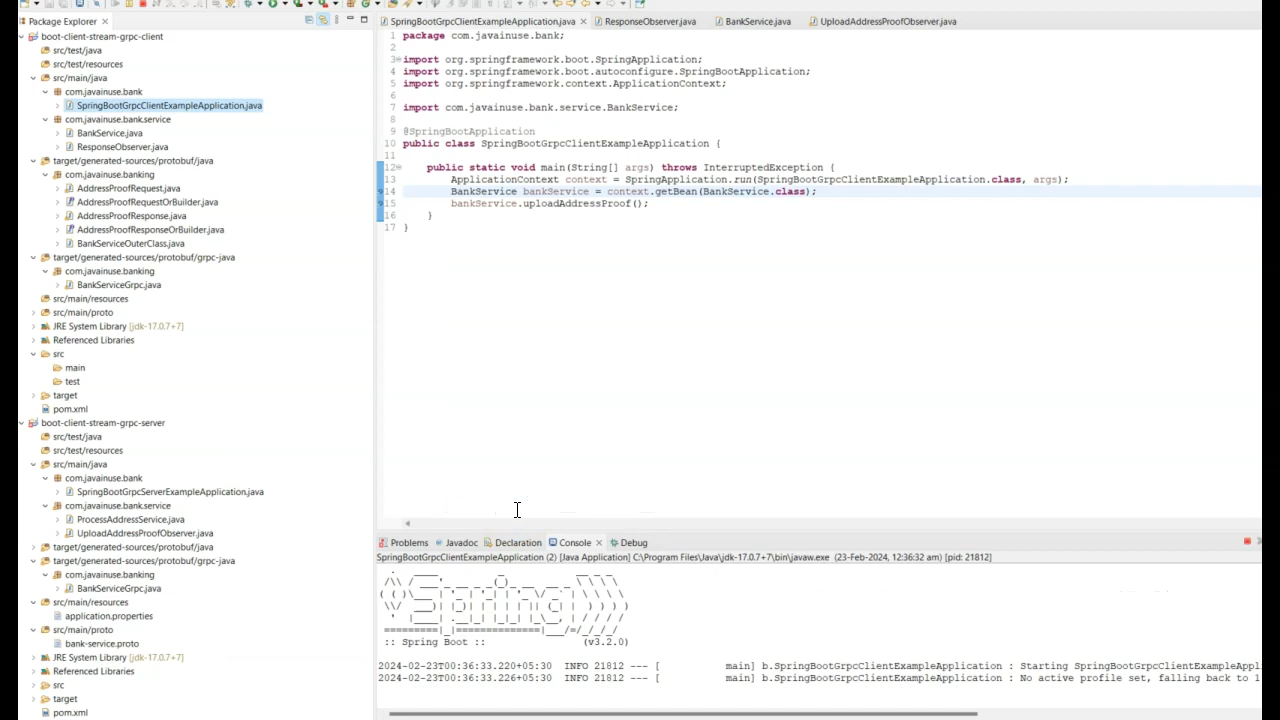 Package Explorer
boot-client-stream-grpc-client
src/test/java
src/test/resources
src/main/java
com.javainuse.bank
SpringBootGrpcClientExampleApplication.java
com.javainuse.bank.service
BankService.java
ResponseObserver.java
target/generated-sources/protobuf/java
com.javainuse.banking
AddressProofRequest.java
AddressProofRequestOrBuilder.java
AddressProofResponse.java
AddressProofResponseOrBuilder.java
BankServiceOuterClass.java
target/generated-sources/protobuf/grpc-java
com.javainuse.banking
BankServiceGrpc.java
src/main/resources
src/main/proto
JRE System Library [jdk-17.0.7+7]
Referenced Libraries
src
main
test
target
pom.xml
boot-client-stream-grpc-server
src/test/java
src/test/resources
src/main/java
com.javainuse.bank
SpringBootGrpcServerExampleApplication.java
com.javainuse.bank.service
ProcessAddressService.java
UploadAddressProofObserver.java
target/generated-sources/protobuf/java
target/generated-sources/protobuf/grpc-java
com.javainuse.banking
BankServiceGrpc.java
src/main/resources
application.properties
src/main/proto
bank-service.proto
JRE System Library [jdk-17.0.7+7]
Referenced Libraries
src
target
pom.xml
SpringBootGrpcClientExampleApplication.java ResponseObserver.java BankService.java UploadAddressProofObserver.java
1 package com.javainuse.bank;
2
3 import org.springframework.boot.SpringApplication;
4 import org.springframework.boot.autoconfigure.SpringBootApplication;
5 import org.springframework.context.ApplicationContext;
6
7 import com.javainuse.bank.service.BankService;
8
9 @SpringBootApplication
10 public class SpringBootGrpcClientExampleApplication {
11
12 public static void main(String[] args) throws InterruptedException {
13 ApplicationContext context = SpringApplication.run(SpringBootGrpcClientExampleApplication.class, args);
14 BankService bankService = context.getBean(BankService.class);
15 bankService.uploadAddressProof();
16 }
17 }
Problems Javadoc Declaration Console Debug
SpringBootGrpcClientExampleApplication (2) [Java Application] C:\Program Files\Java\jdk-17.0.7+7\bin\javaw.exe (23-Feb-2024, 12:36:32 am) [pid: 21812]
:: Spring Boot :: (v3.2.0)
2024-02-23T00:36:33.220+05:30 INFO 21812 --- [ main] b.SpringBootGrpcClientExampleApplication : Starting SpringBootGrpcClientExampleAppl
2024-02-23T00:36:33.226+05:30 INFO 21812 --- [ main] b.SpringBootGrpcClientExampleApplication : No active profile set, falling back to 1